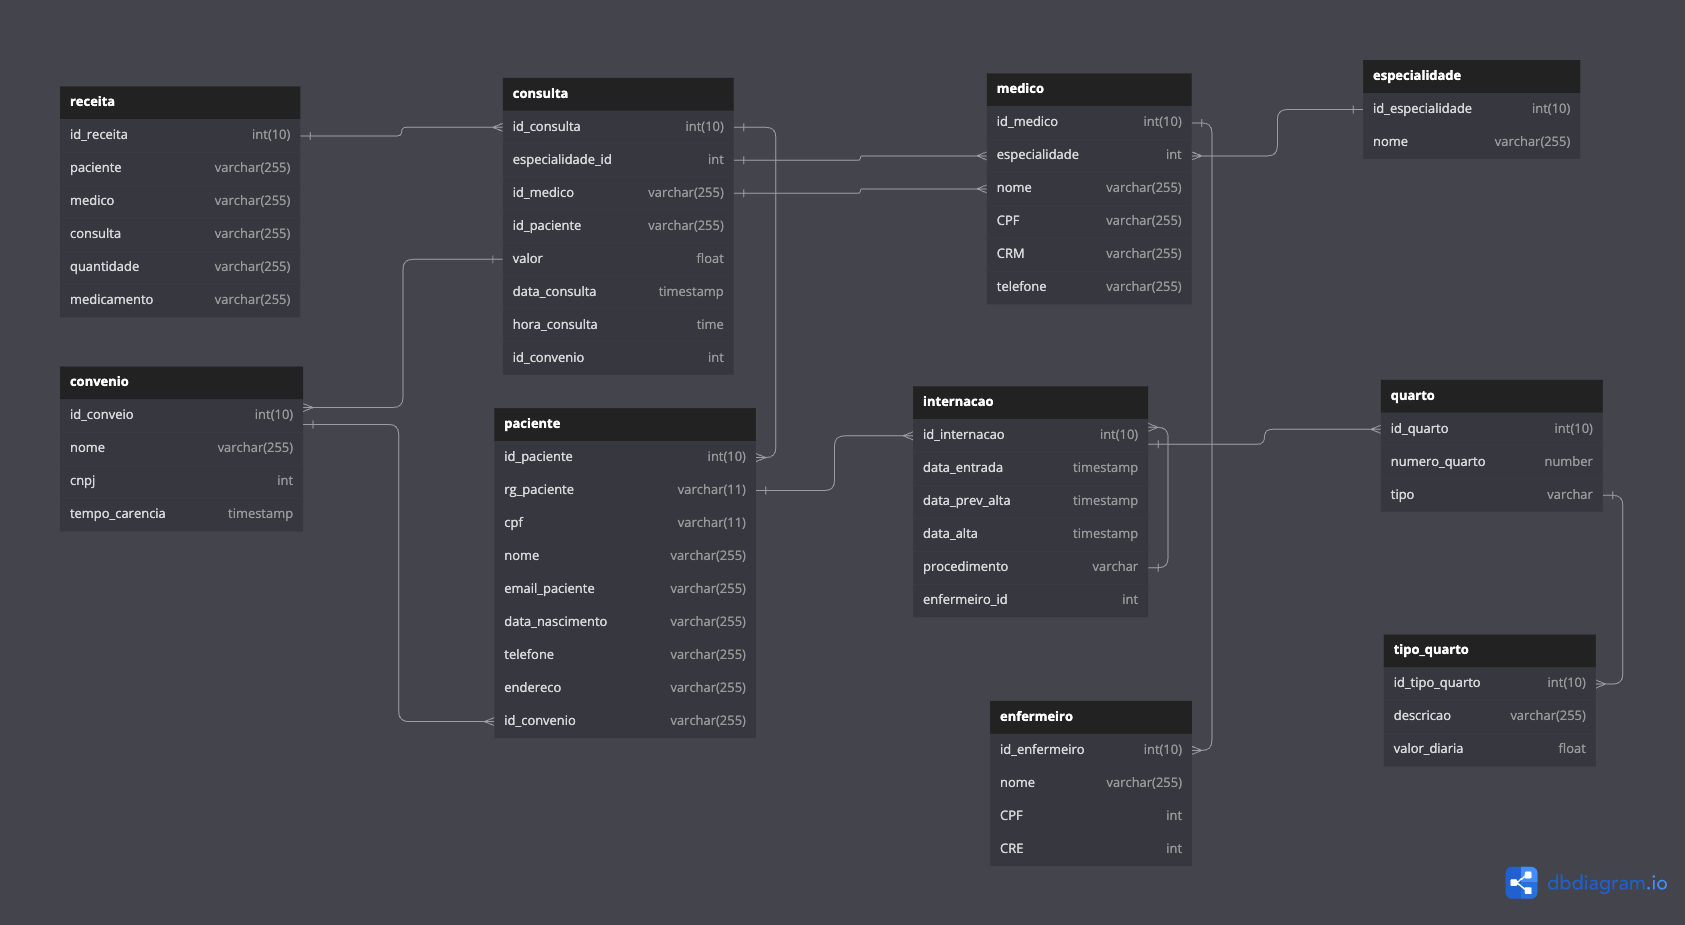 receita
id_receita int(10)
paciente varchar(255)
medico varchar(255)
consulta varchar(255)
quantidade varchar(255)
medicamento varchar(255)
consulta
id_consulta int(10)
especialidade_id int
id_medico varchar(255)
id_paciente varchar(255)
valor float
data_consulta timestamp
hora_consulta time
id_convenio int
medico
id_medico int(10)
especialidade int
nome varchar(255)
CPF varchar(255)
CRM varchar(255)
telefone varchar(255)
especialidade
id_especialidade int(10)
nome varchar(255)
convenio
id_conveio int(10)
nome varchar(255)
cnpj int
tempo_carencia timestamp
paciente
id_paciente int(10)
rg_paciente varchar(11)
cpf varchar(11)
nome varchar(255)
email_paciente varchar(255)
data_nascimento varchar(255)
telefone varchar(255)
endereco varchar(255)
id_convenio varchar(255)
internacao
id_internacao int(10)
data_entrada timestamp
data_prev_alta timestamp
data_alta timestamp
procedimento varchar
enfermeiro_id int
quarto
id_quarto int(10)
numero_quarto number
tipo varchar
tipo_quarto
id_tipo_quarto int(10)
descricao varchar(255)
valor_diaria float
enfermeiro
id_enfermeiro int(10)
nome varchar(255)
CPF int
CRE int
dbdiagram.io